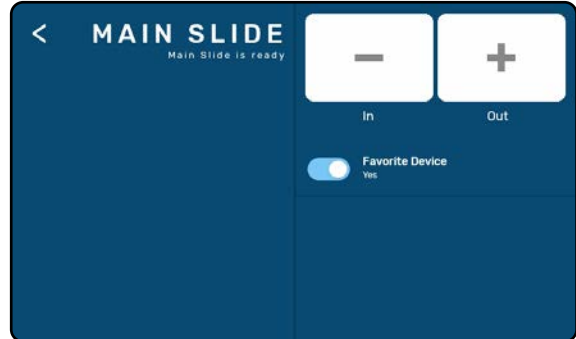 <
MAIN SLIDE
Main Slide is ready
− +
In Out
Favorite Device
Yes